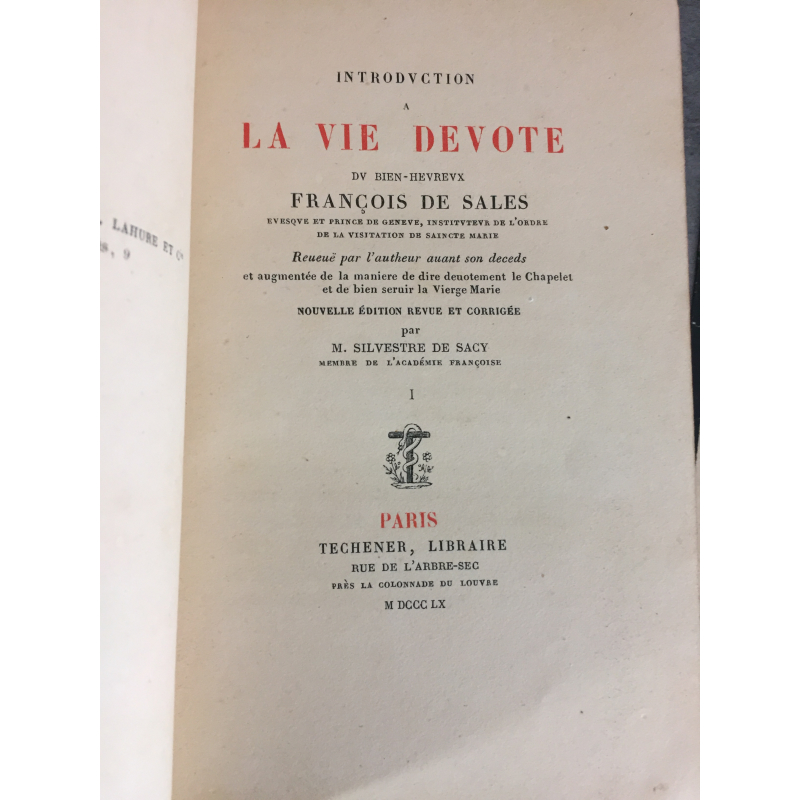 LAHURE ET Cⁱᵉ
9
INTRODVCTION
A
LA VIE DEVOTE
DV BIEN-HEVREVX
FRANÇOIS DE SALES
EVESQVE ET PRINCE DE GENEVE, INSTITVTEVR DE L'ORDRE
DE LA VISITATION DE SAINCTE MARIE
Reueuë par l'autheur auant son deceds
et augmentée de la maniere de dire deuotement le Chapelet
et de bien seruir la Vierge Marie
NOUVELLE ÉDITION REVUE ET CORRIGÉE
par
M. SILVESTRE DE SACY
MEMBRE DE L'ACADÉMIE FRANÇOISE
I
PARIS
TECHENER, LIBRAIRE
RUE DE L'ARBRE-SEC
PRÈS LA COLONNADE DU LOUVRE
M DCCC LX